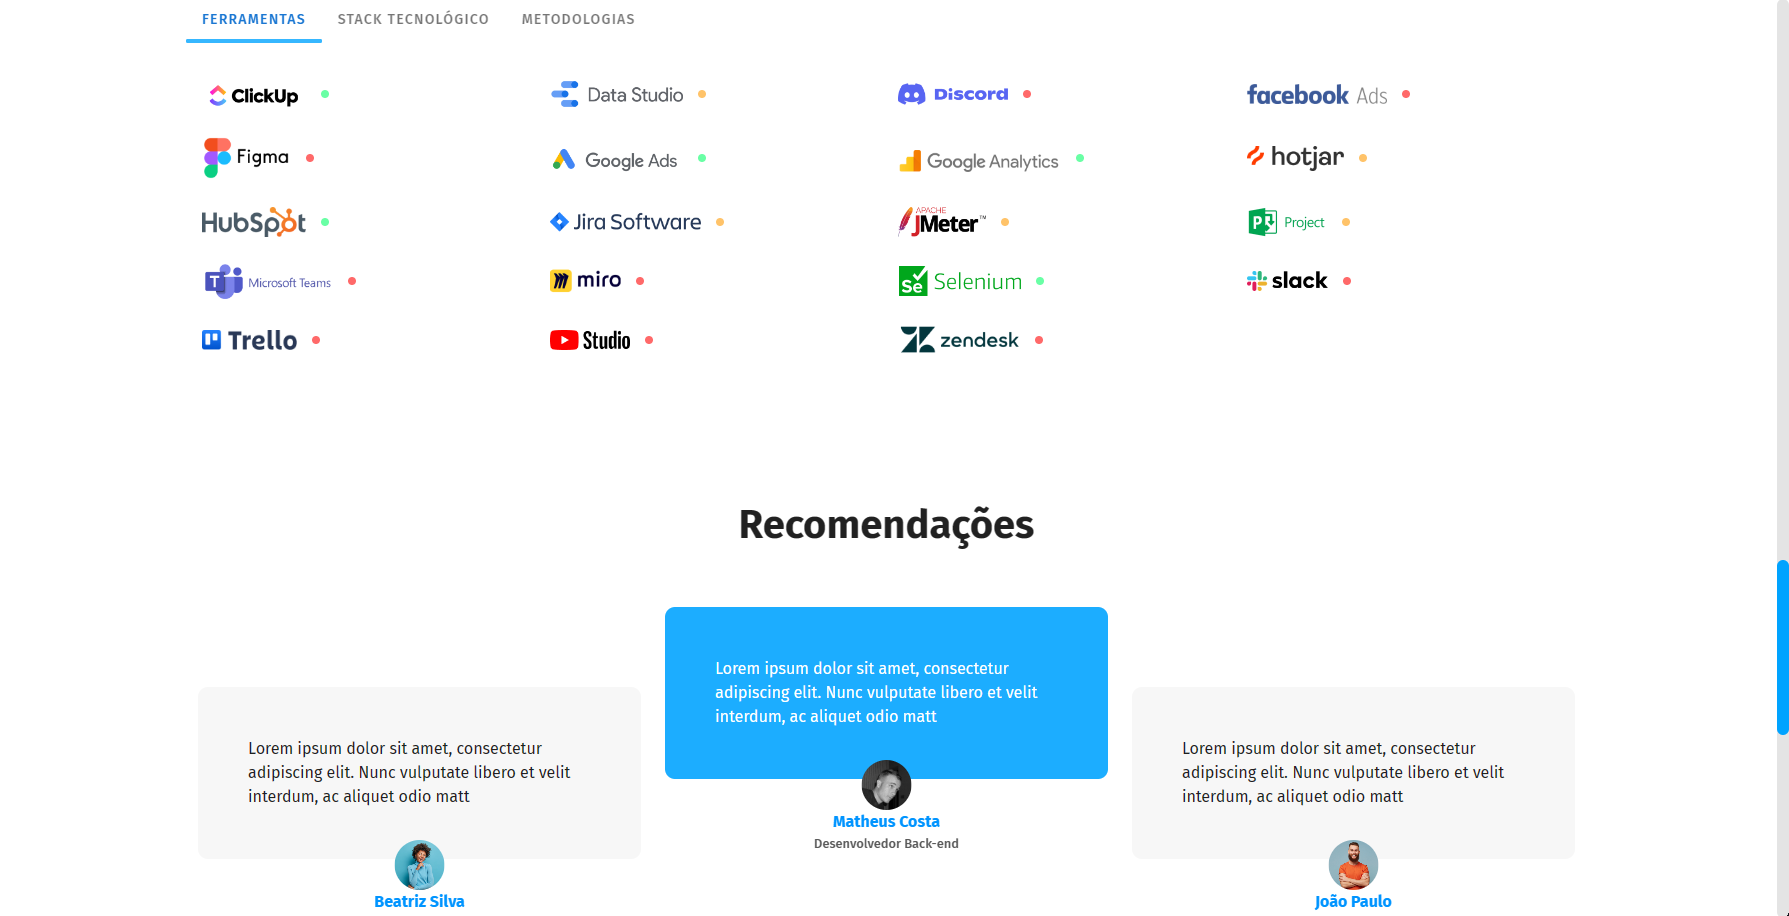 FERRAMENTAS STACK TECNOLÓGICO METODOLOGIAS
ClickUp Data Studio Discord facebook Ads
Figma Google Ads Google Analytics hotjar
HubSpot Jira Software APACHE JMeter™ P Project
T Microsoft Teams miro Se Selenium slack
Trello Studio zendesk
Recomendações
Lorem ipsum dolor sit amet, consectetur
adipiscing elit. Nunc vulputate libero et velit
interdum, ac aliquet odio matt
Matheus Costa
Desenvolvedor Back-end
Lorem ipsum dolor sit amet, consectetur
adipiscing elit. Nunc vulputate libero et velit
interdum, ac aliquet odio matt
Beatriz Silva
Lorem ipsum dolor sit amet, consectetur
adipiscing elit. Nunc vulputate libero et velit
interdum, ac aliquet odio matt
João Paulo